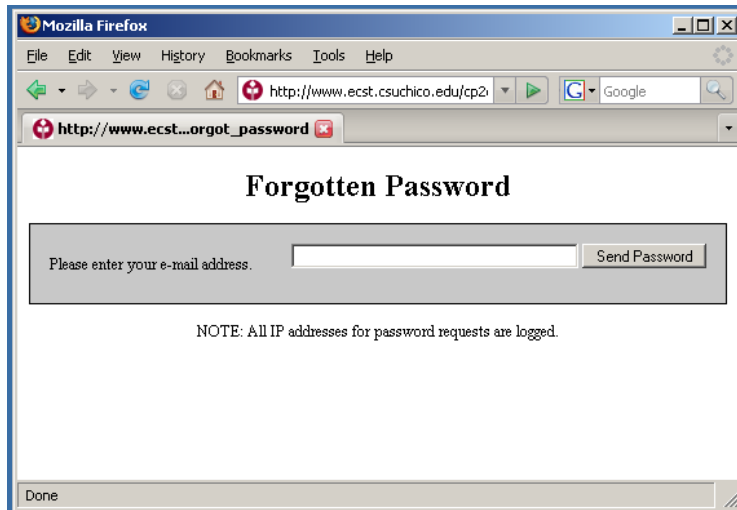 Mozilla Firefox
File Edit View History Bookmarks Tools Help
http://www.ecst.csuchico.edu/cp2 G Google
http://www.ecst...orgot_password
Forgotten Password
Please enter your e-mail address. Send Password
NOTE: All IP addresses for password requests are logged.
Done